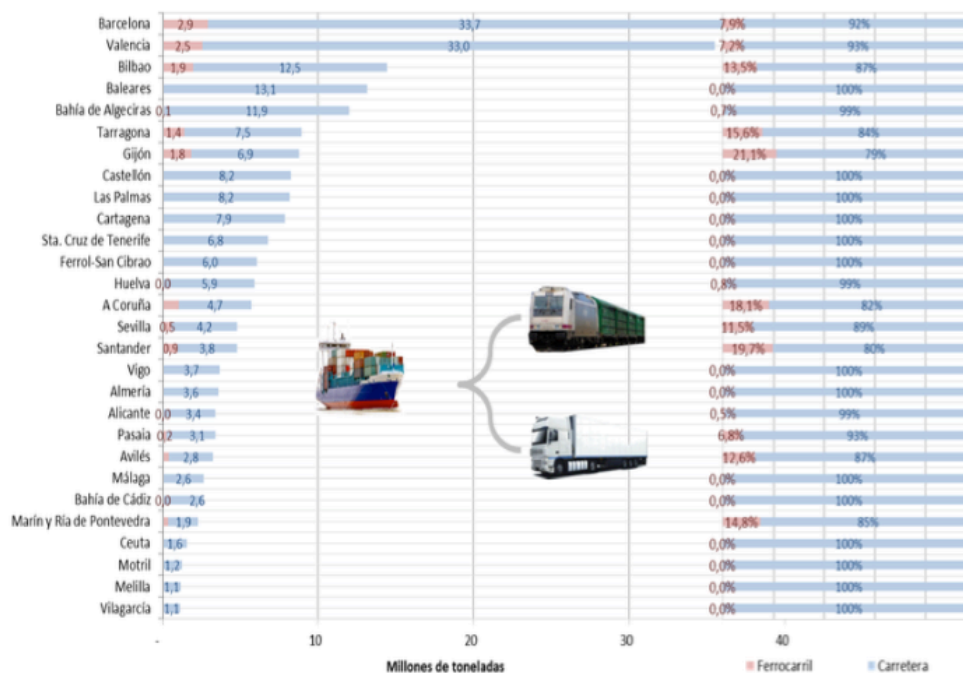 Barcelona 2,9 33,7 7,9% 92%
Valencia 2,5 33,0 7,2% 93%
Bilbao 1,9 12,5 13,5% 87%
Baleares 13,1 0,0% 100%
Bahía de Algeciras 0,1 11,9 0,7% 99%
Tarragona 1,4 7,5 15,6% 84%
Gijón 1,8 6,9 21,1% 79%
Castellón 8,2 0,0% 100%
Las Palmas 8,2 0,0% 100%
Cartagena 7,9 0,0% 100%
Sta. Cruz de Tenerife 6,8 0,0% 100%
Ferrol-San Cibrao 6,0 0,0% 100%
Huelva 0,0 5,9 0,8% 99%
A Coruña 4,7 18,1% 82%
Sevilla 0,5 4,2 11,5% 89%
Santander 0,9 3,8 19,7% 80%
Vigo 3,7 0,0% 100%
Almería 3,6 0,0% 100%
Alicante 0,0 3,4 0,5% 99%
Pasaia 0,2 3,1 6,8% 93%
Avilés 2,8 12,6% 87%
Málaga 2,6 0,0% 100%
Bahía de Cádiz 0,0 2,6 0,0% 100%
Marín y Ría de Pontevedra 1,9 14,8% 85%
Ceuta 1,6 0,0% 100%
Motril 1,2 0,0% 100%
Melilla 1,1 0,0% 100%
Vilagarcía 1,1 0,0% 100%
- 10 20 30 40
Millones de toneladas
Ferrocarril Carretera